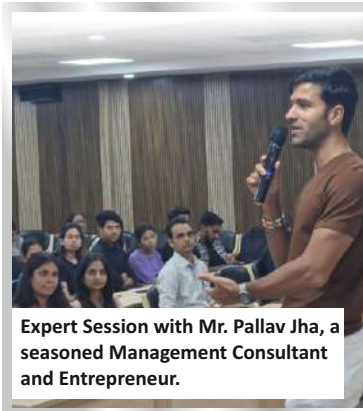 Expert Session with Mr. Pallav Jha, a
seasoned Management Consultant
and Entrepreneur.